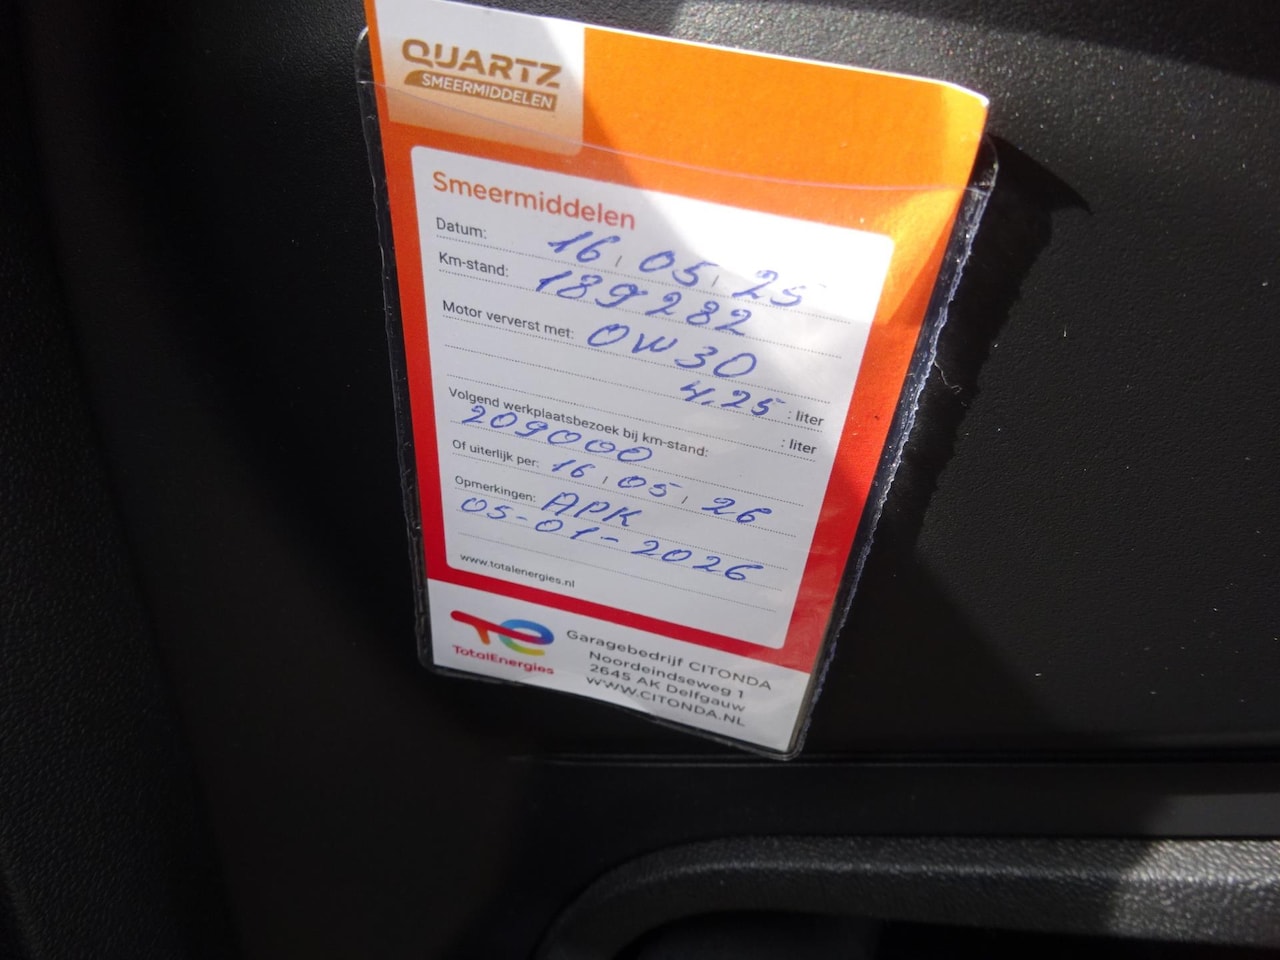 QUARTZ
SMEERMIDDELEN
Smeermiddelen
Datum: 16, 05, 25
Km-stand: 189282
Motor ververst met: 0W30
4,25 : liter
: liter
Volgend werkplaatsbezoek bij km-stand:
209000
Of uiterlijk per: 16, 05, 26
Opmerkingen: APK
05-01-2026
www.totalenergies.nl
TotalEnergies
Garagebedrijf CITONDA
Noordeindseweg 1
2645 AK Delfgauw
WWW.CITONDA.NL